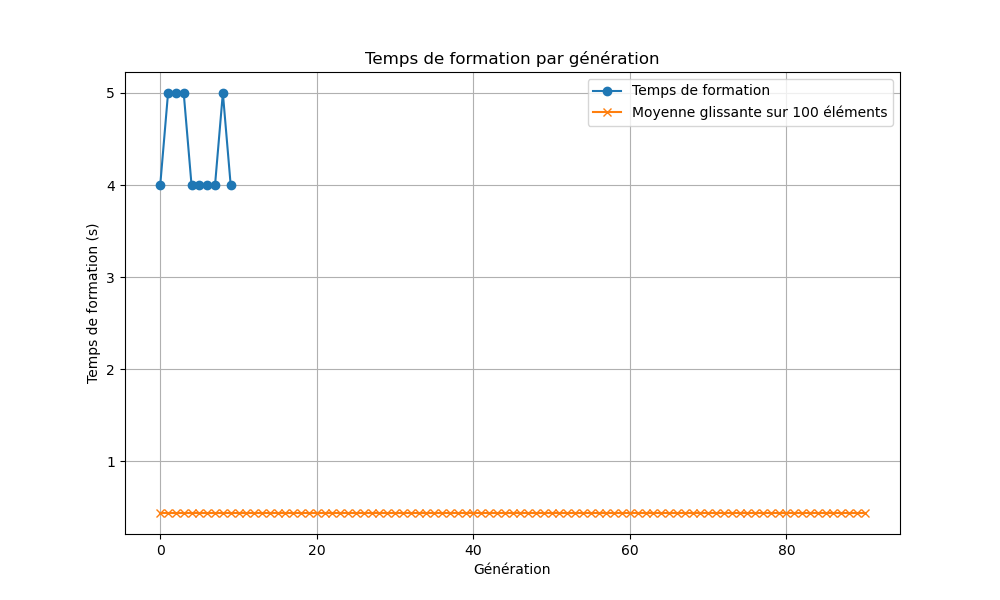 Temps de formation par génération
Temps de formation
Moyenne glissante sur 100 éléments
Temps de formation (s)
5
4
3
2
1
0
20
40
60
80
Génération